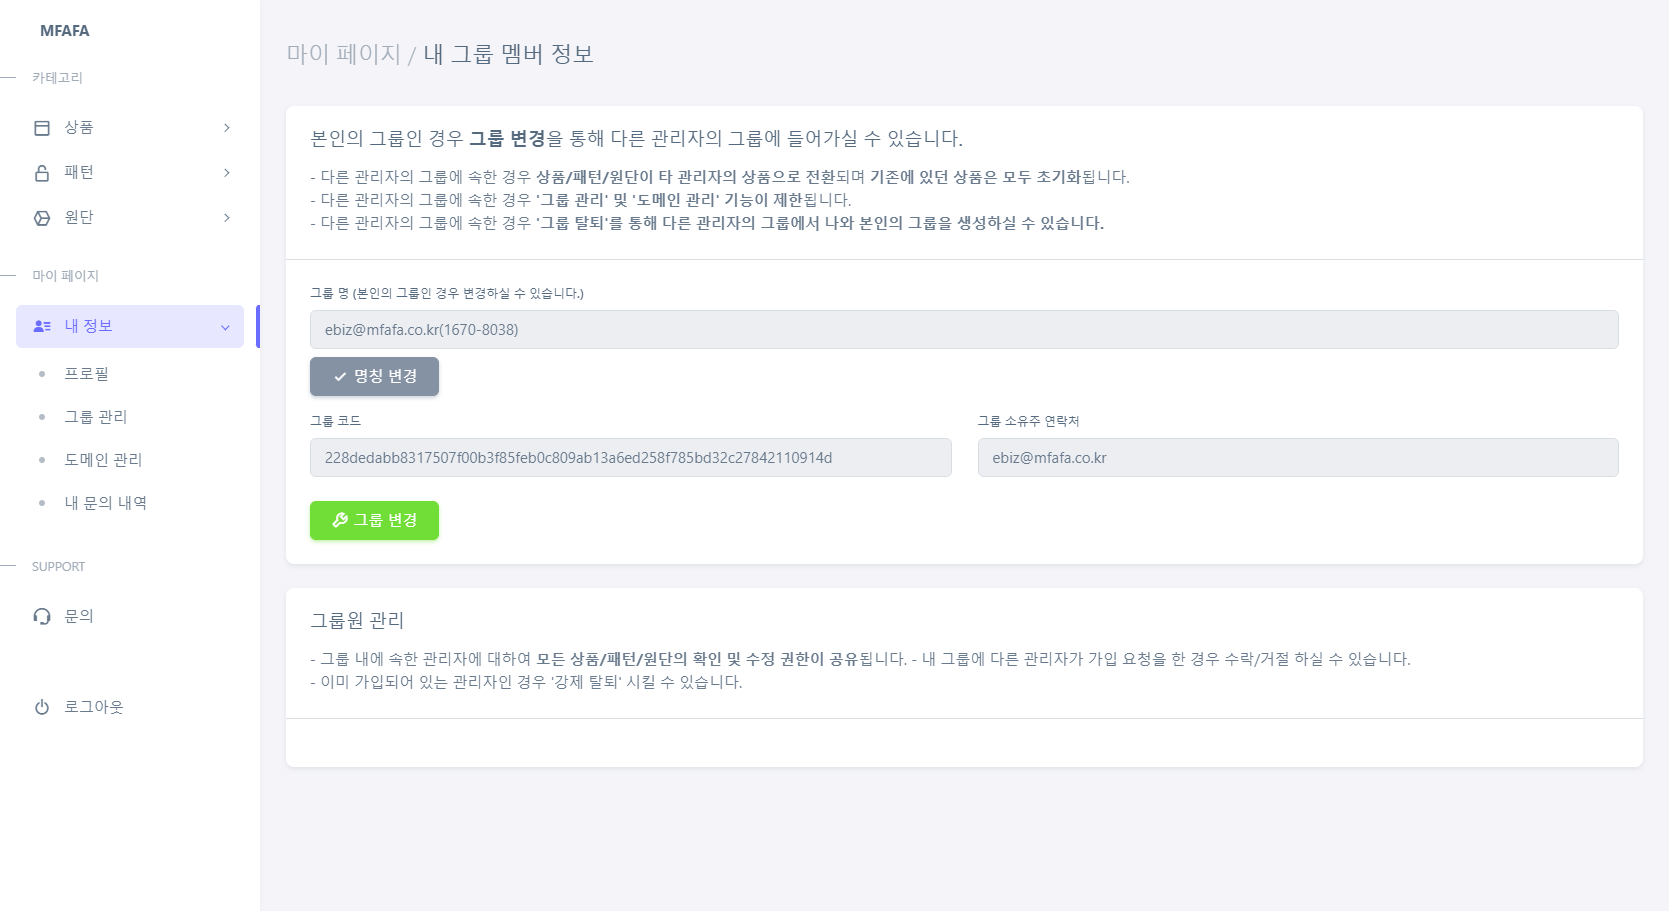 MFAFA
카테고리
상품
패턴
원단
마이 페이지
내 정보
프로필
그룹 관리
도메인 관리
내 문의 내역
SUPPORT
문의
로그아웃
마이 페이지 / 내 그룹 멤버 정보
본인의 그룹인 경우 그룹 변경을 통해 다른 관리자의 그룹에 들어가실 수 있습니다.
- 다른 관리자의 그룹에 속한 경우 상품/패턴/원단이 타 관리자의 상품으로 전환되며 기존에 있던 상품은 모두 초기화됩니다.
- 다른 관리자의 그룹에 속한 경우 '그룹 관리' 및 '도메인 관리' 기능이 제한됩니다.
- 다른 관리자의 그룹에 속한 경우 '그룹 탈퇴'를 통해 다른 관리자의 그룹에서 나와 본인의 그룹을 생성하실 수 있습니다.
그룹 명 (본인의 그룹인 경우 변경하실 수 있습니다.)
ebiz@mfafa.co.kr(1670-8038)
명칭 변경
그룹 코드
228dedabb8317507f00b3f85feb0c809ab13a6ed258f785bd32c27842110914d
그룹 소유주 연락처
ebiz@mfafa.co.kr
그룹 변경
그룹원 관리
- 그룹 내에 속한 관리자에 대하여 모든 상품/패턴/원단의 확인 및 수정 권한이 공유됩니다. - 내 그룹에 다른 관리자가 가입 요청을 한 경우 수락/거절 하실 수 있습니다.
- 이미 가입되어 있는 관리자인 경우 '강제 탈퇴' 시킬 수 있습니다.